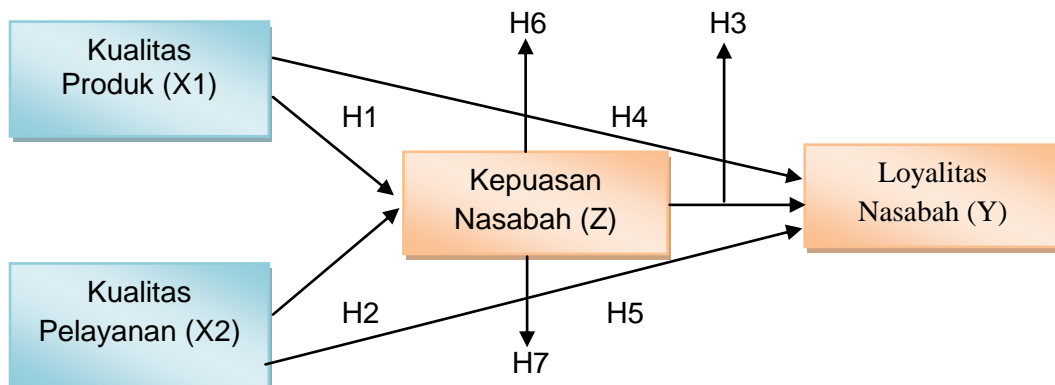 H6
H3
Kualitas
Produk (X1)
H1
H4
Kepuasan
Nasabah (Z)
Loyalitas
Nasabah (Y)
Kualitas
Pelayanan (X2)
H2
H5
H7